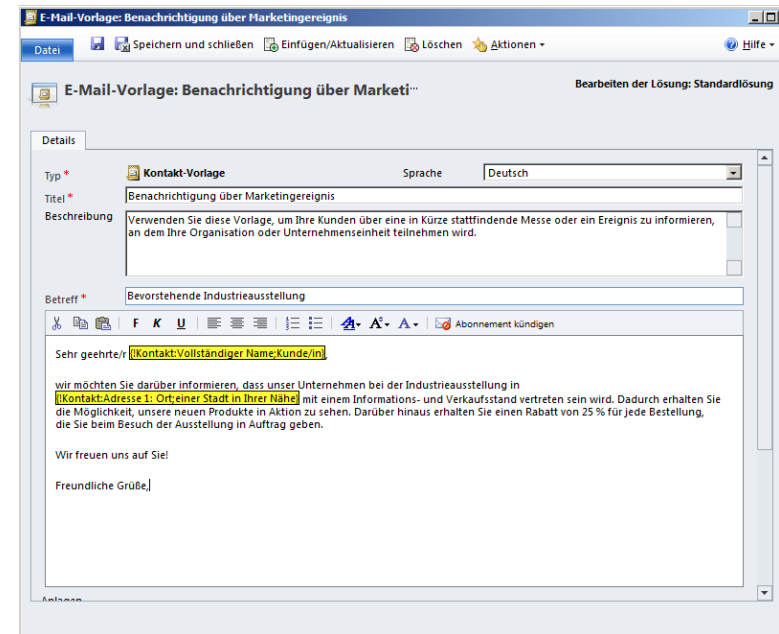 E-Mail-Vorlage: Benachrichtigung über Marketingereignis
Datei Speichern und schließen Einfügen/Aktualisieren Löschen Aktionen Hilfe
E-Mail-Vorlage: Benachrichtigung über Marketi...
Bearbeiten der Lösung: Standardlösung
Details
Typ * Kontakt-Vorlage Sprache Deutsch
Titel * Benachrichtigung über Marketingereignis
Beschreibung Verwenden Sie diese Vorlage, um Ihre Kunden über eine in Kürze stattfindende Messe oder ein Ereignis zu informieren,
an dem Ihre Organisation oder Unternehmenseinheit teilnehmen wird.
Betreff * Bevorstehende Industrieausstellung
F K U A A A Abonnement kündigen
Sehr geehrte/r {!Kontakt:Vollständiger Name;Kunde/in},
wir möchten Sie darüber informieren, dass unser Unternehmen bei der Industrieausstellung in
{!Kontakt:Adresse 1: Ort;einer Stadt in Ihrer Nähe} mit einem Informations- und Verkaufsstand vertreten sein wird. Dadurch erhalten Sie
die Möglichkeit, unsere neuen Produkte in Aktion zu sehen. Darüber hinaus erhalten Sie einen Rabatt von 25 % für jede Bestellung,
die Sie beim Besuch der Ausstellung in Auftrag geben.
Wir freuen uns auf Sie!
Freundliche Grüße,
Anlagen